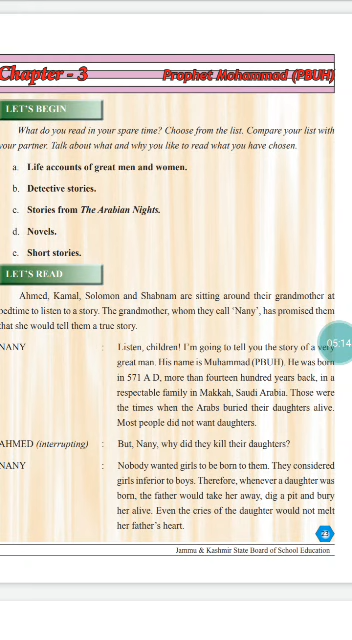 Chapter - 3 Prophet Mohammad (PBUH)
LET'S BEGIN
What do you read in your spare time? Choose from the list. Compare your list with
your partner. Talk about what and why you like to read what you have chosen.
a. Life accounts of great men and women.
b. Detective stories.
c. Stories from The Arabian Nights.
d. Novels.
e. Short stories.
LET'S READ
Ahmed, Kamal, Solomon and Shabnam are sitting around their grandmother at
bedtime to listen to a story. The grandmother, whom they call 'Nany', has promised them
that she would tell them a true story.
NANY : Listen, children! I'm going to tell you the story of a very
great man. His name is Muhammad (PBUH). He was born
in 571 A D, more than fourteen hundred years back, in a
respectable family in Makkah, Saudi Arabia. Those were
the times when the Arabs buried their daughters alive.
Most people did not want daughters.
AHMED (interrupting) : But, Nany, why did they kill their daughters?
NANY : Nobody wanted girls to be born to them. They considered
girls inferior to boys. Therefore, whenever a daughter was
born, the father would take her away, dig a pit and bury
her alive. Even the cries of the daughter would not melt
her father's heart.
Jammu & Kashmir State Board of School Education
05:14